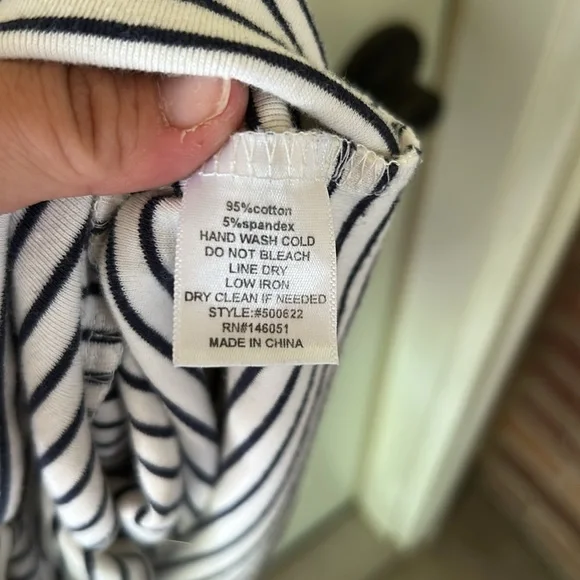 95%cotton
5%spandex
HAND WASH COLD
DO NOT BLEACH
LINE DRY
LOW IRON
DRY CLEAN IF NEEDED
STYLE:#500622
RN#146051
MADE IN CHINA